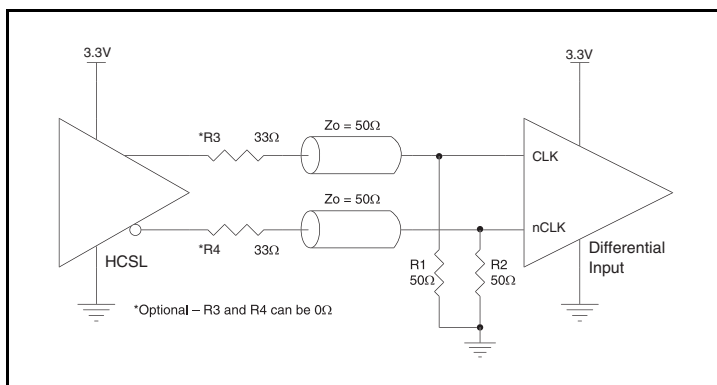 3.3V
3.3V
*R3 33Ω
Zo = 50Ω
CLK
Zo = 50Ω
nCLK
*R4 33Ω
HCSL
R1
50Ω
R2
50Ω
Differential
Input
*Optional – R3 and R4 can be 0Ω